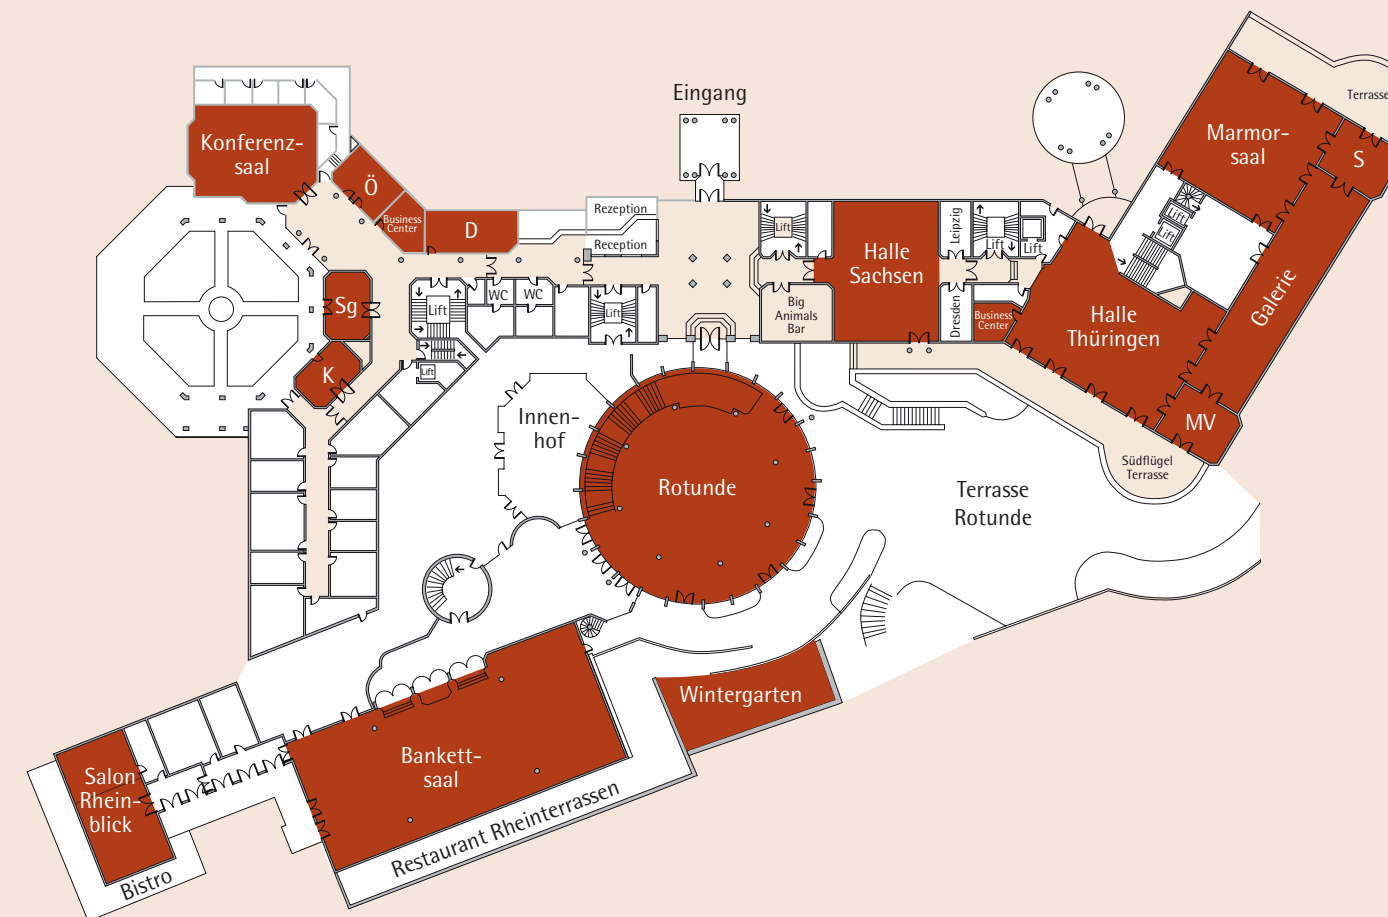 Eingang
Terrasse
Konferenz-
saal
Marmor-
saal
S
Ö
Business
Center
D
Rezeption
Reception
Lift
Leipzig
Lift
Lift
Lift
Lift
Halle
Sachsen
Sg
Lift
WC
WC
Lift
Big
Animals
Bar
Dresden
Business
Center
Halle
Thüringen
Galerie
K
Lift
Innen-
hof
MV
Südflügel
Terrasse
Rotunde
Terrasse
Rotunde
Wintergarten
Bankett-
saal
Salon
Rhein-
blick
Restaurant Rheinterrassen
Bistro